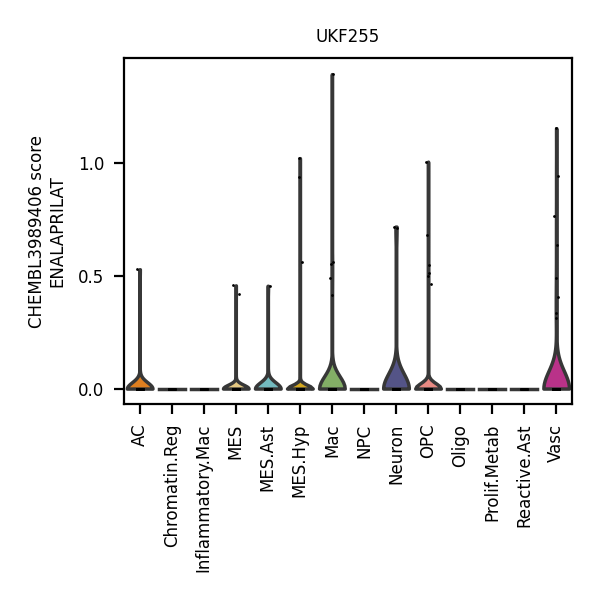 UKF255
CHEMBL3989406 score
ENALAPRILAT
1.0
0.5
0.0
AC
Chromatin.Reg
Inflammatory.Mac
MES
MES.Ast
MES.Hyp
Mac
NPC
Neuron
OPC
Oligo
Prolif.Metab
Reactive.Ast
Vasc